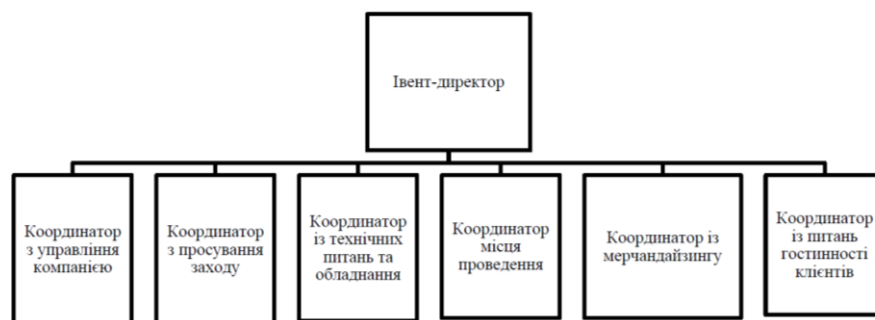 Івент-директор
Координатор
з управління
компанією
Координатор
з просування
заходу
Координатор
із технічних
питань та
обладнання
Координатор
місця
проведення
Координатор із
мерчандайзингу
Координатор
із питань
гостинності
клієнтів